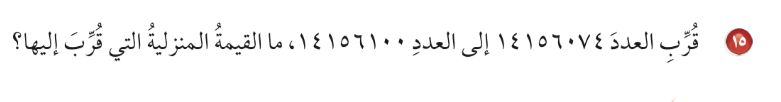 ١٥ قُرِّبِ العددَ ١٤١٥٦٠٧٤ إلى العددِ ١٤١٥٦١٠٠، ما القيمةُ المنزليةُ التي قُرِّبَ إليها؟